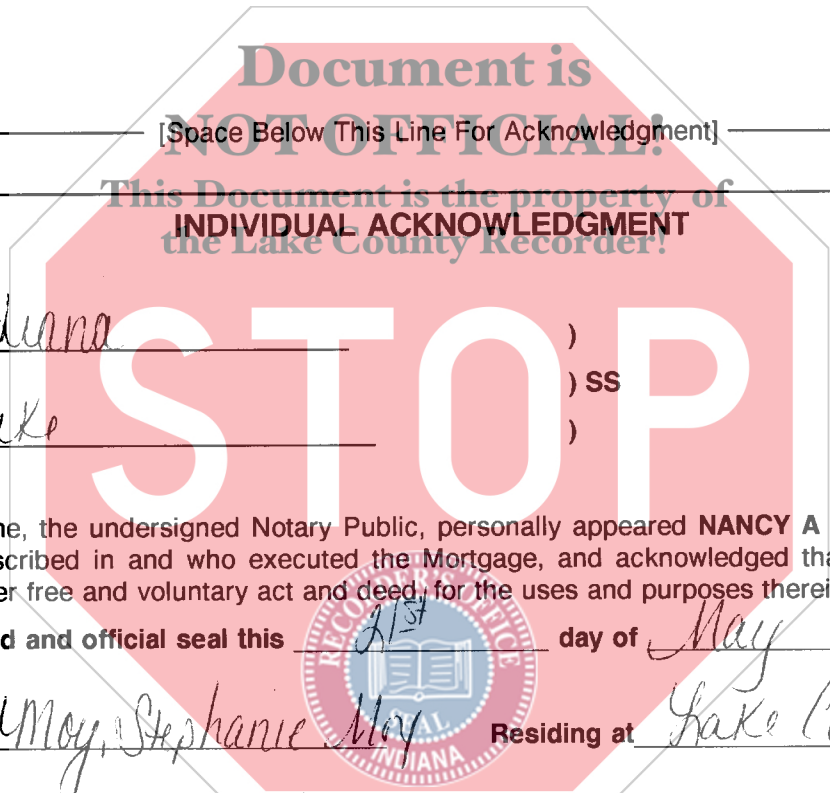 Document is
[Space Below This Line For Acknowledgment]
NOT OFFICIAL!
This Document is the property of
INDIVIDUAL ACKNOWLEDGMENT
the Lake County Recorder!
diana )
) SS
ake )
STOP
ne, the undersigned Notary Public, personally appeared NANCY A
scribed in and who executed the Mortgage, and acknowledged tha
er free and voluntary act and deed, for the uses and purposes therei
d and official seal this 21st day of May
Moy, Stephanie Moy Residing at Lake
RECORDER'S OFFICE
SEAL
INDIANA